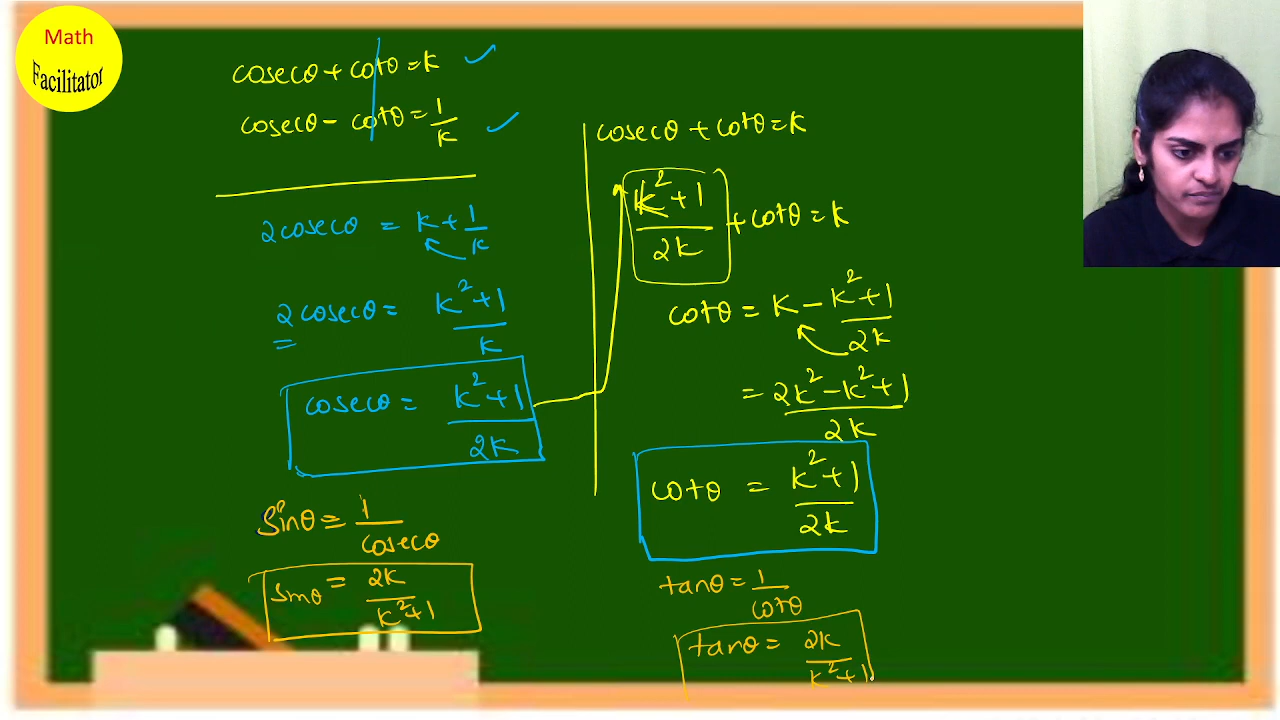 Math
Facilitator
cosecθ + cotθ = k
cosecθ - cotθ = 1/k
2cosecθ = k + 1/k
2cosecθ = k²+1/k
cosecθ = k²+1/2k
sinθ = 1/cosecθ
sinθ = 2k/k²+1
cosecθ + cotθ = k
k²+1/2k + cotθ = k
cotθ = k - k²+1/2k
= 2k²-k²+1/2k
cotθ = k²+1/2k
tanθ = 1/cotθ
tanθ = 2k/k²+1